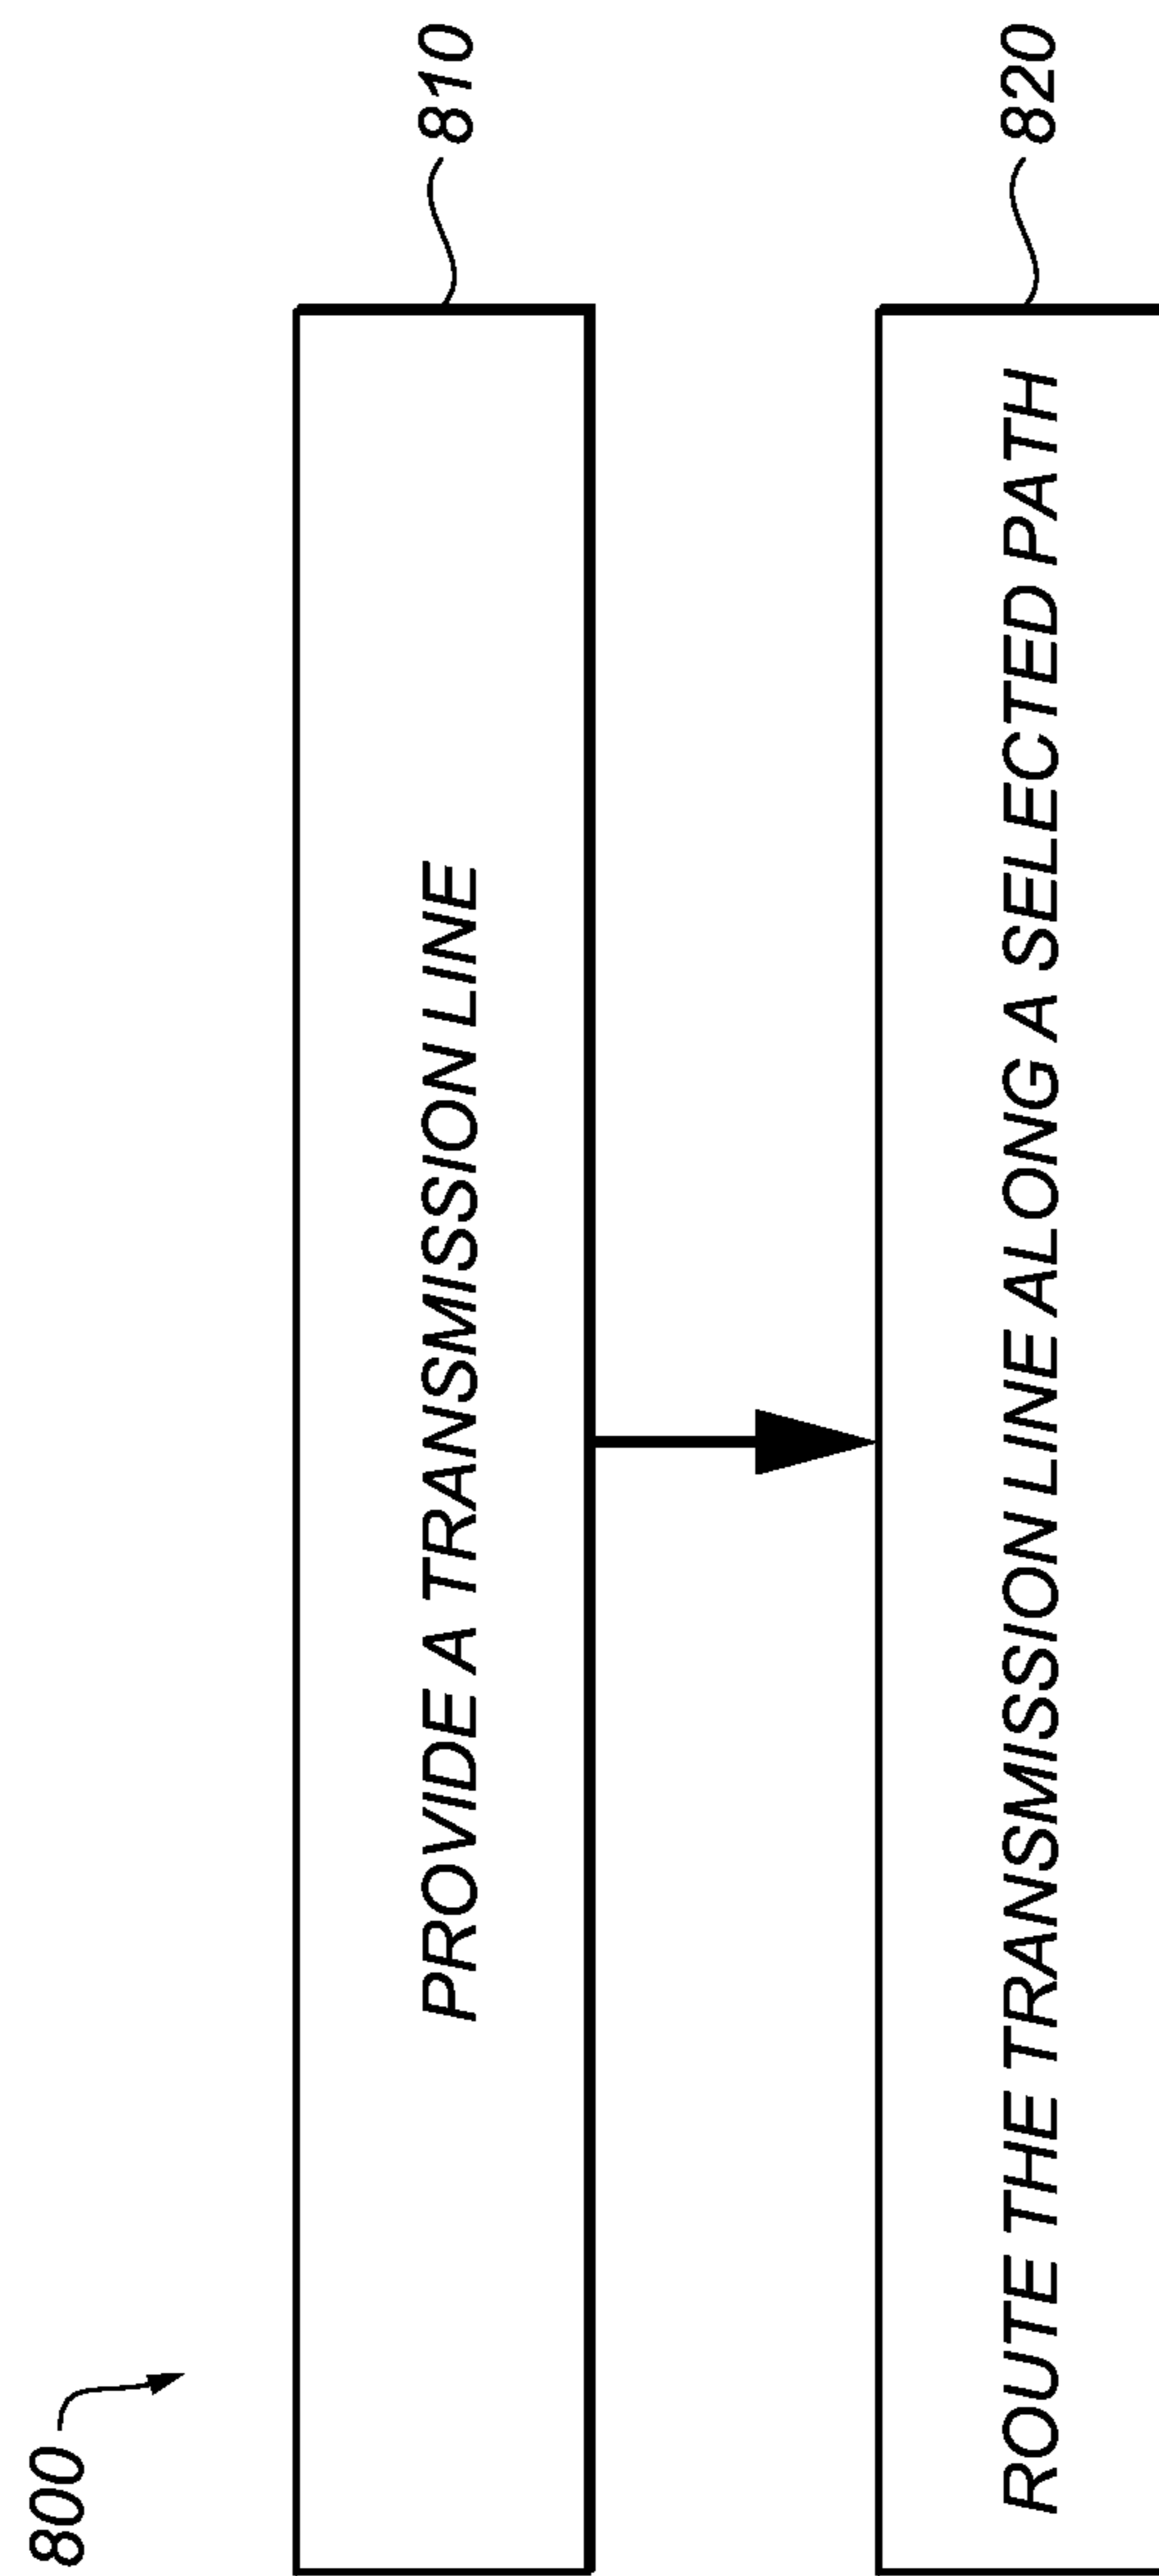 800
PROVIDE A TRANSMISSION LINE
810
ROUTE THE TRANSMISSION LINE ALONG A SELECTED PATH
820